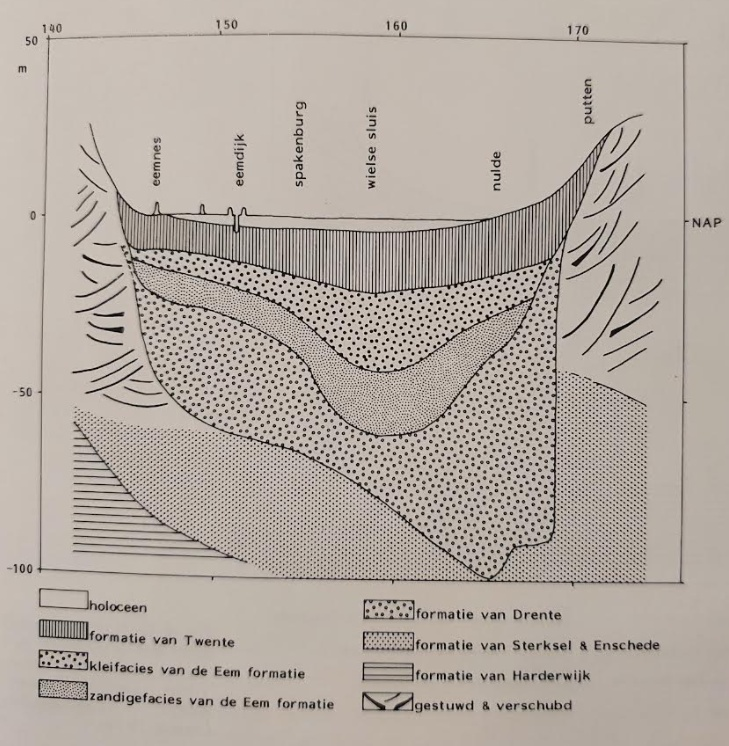 140 150 160 170
50
m
eemnes
eemdijk
spakenburg
wielse sluis
nulde
putten
0
NAP
-50
-100
holoceen
formatie van Twente
kleifacies van de Eem formatie
zandigefacies van de Eem formatie
formatie van Drente
formatie van Sterksel & Enschede
formatie van Harderwijk
gestuwd & verschubd